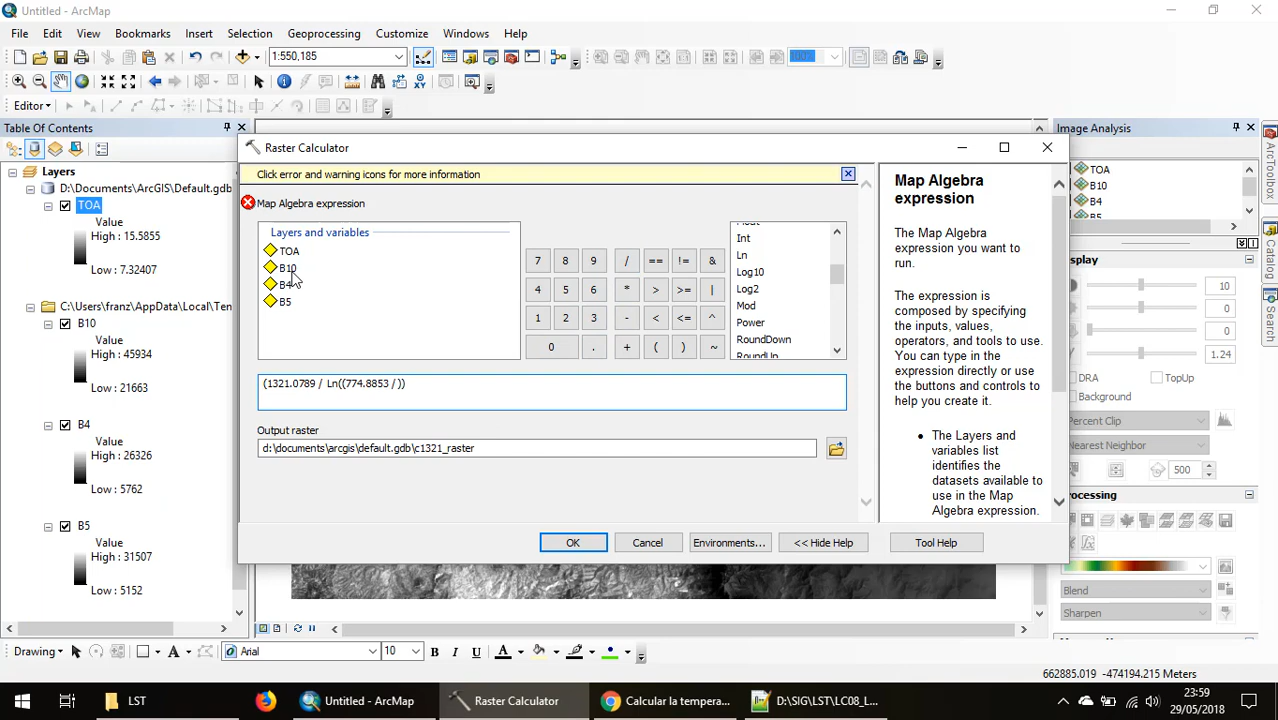 Untitled - ArcMap
File Edit View Bookmarks Insert Selection Geoprocessing Customize Windows Help
1:550,185
100%
Editor
Table Of Contents
Layers
D:\Documents\ArcGIS\Default.gdb
TOA
Value
High : 15.5855
Low : 7.32407
C:\Users\franz\AppData\Local\Ten
B10
Value
High : 45934
Low : 21663
B4
Value
High : 26326
Low : 5762
B5
Value
High : 31507
Low : 5152
Raster Calculator
Click error and warning icons for more information
Map Algebra expression
Layers and variables
TOA
B10
B4
B5
7 8 9 / == != &
4 5 6 * > >= |
1 2 3 - < <= ^
0 . + ( ) ~
Float
Int
Ln
Log10
Log2
Mod
Power
RoundDown
RoundUp
(1321.0789 / Ln((774.8853 / ))
Output raster
d:\documents\arcgis\default.gdb\c1321_raster
OK Cancel Environments... << Hide Help Tool Help
Map Algebra
expression
The Map Algebra
expression you want to
run.
The expression is
composed by specifying
the inputs, values,
operators, and tools to use.
You can type in the
expression directly or use
the buttons and controls to
help you create it.
• The Layers and
variables list
identifies the
datasets available to
use in the Map
Algebra expression.
Image Analysis
TOA
B10
B4
B5
Display
10
0
0
1.24
DRA TopUp
Background
Percent Clip
Nearest Neighbor
500
Processing
Blend
Sharpen
ArcToolbox
Search
Drawing Arial 10 B I U A
662885.019 -474194.215 Meters
LST
Untitled - ArcMap
Raster Calculator
Calcular la tempera...
D:\SIG\LST\LC08_L...
23:59
29/05/2018